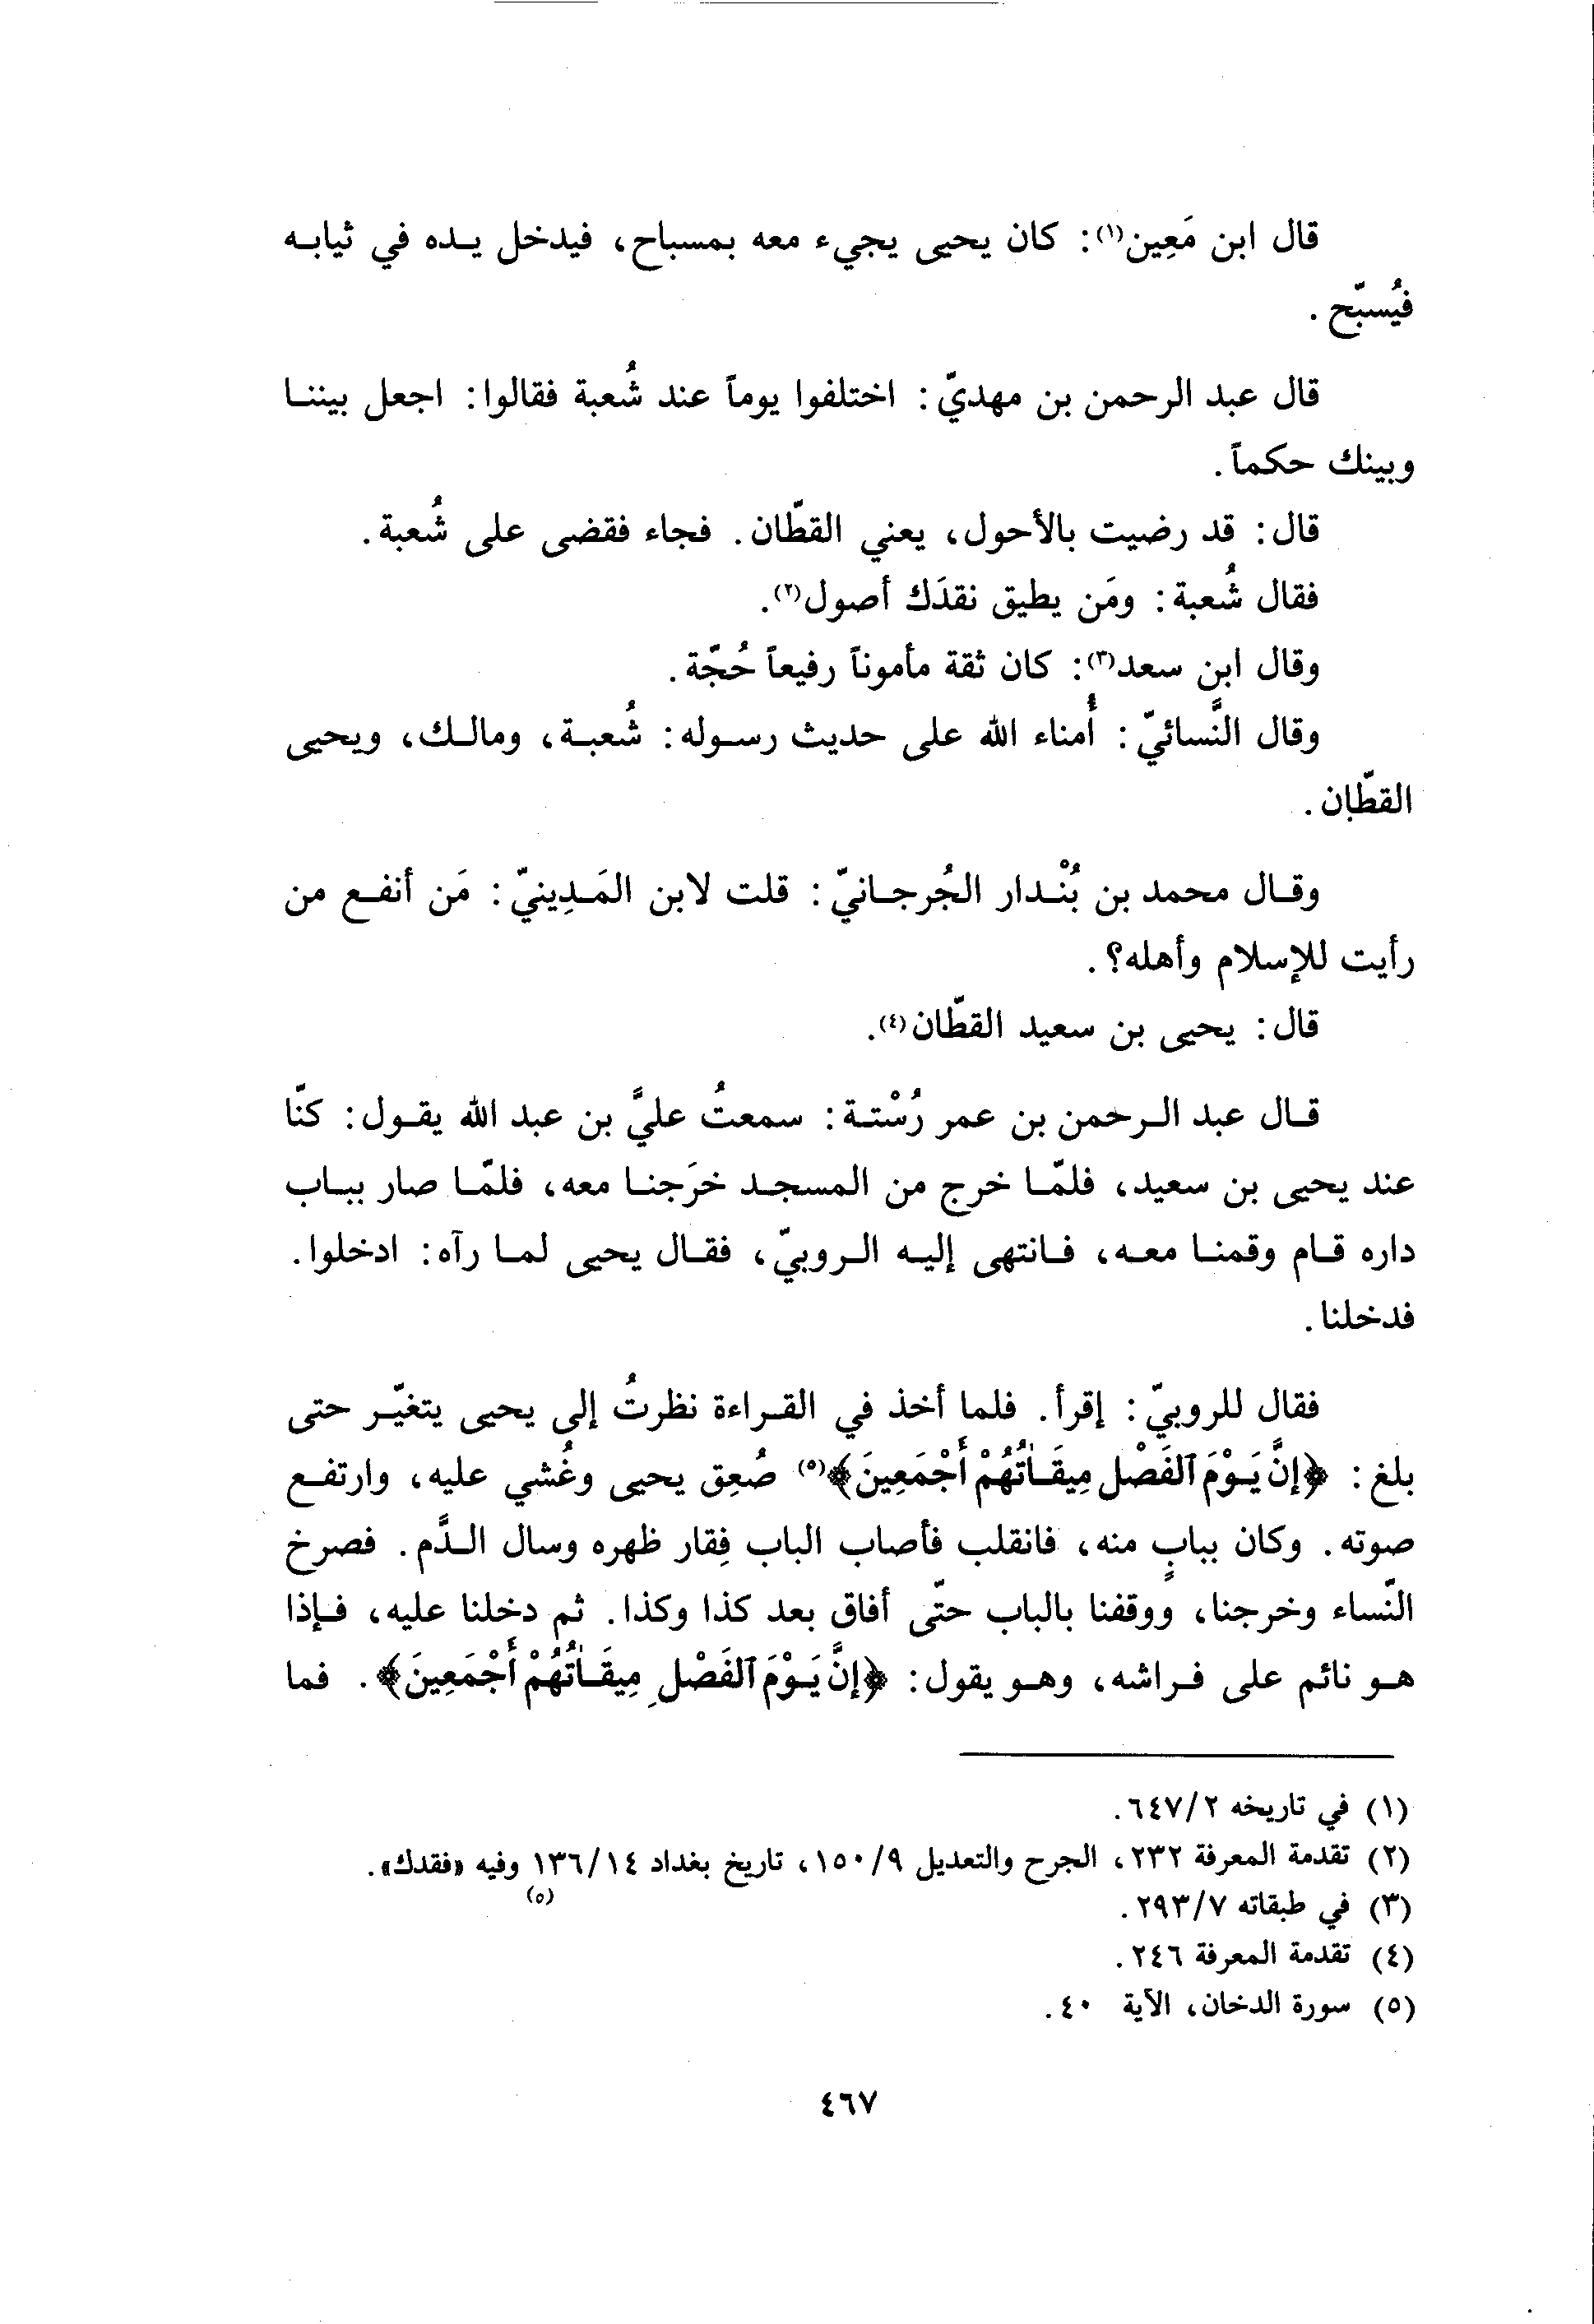 قال ابن مَعِين(١): كان يحيى يجيء معه بمسباح، فيدخل يده في ثيابه
فيُسبّح.
قال عبد الرحمن بن مهديّ: اختلفوا يوماً عند شُعبة فقالوا: اجعل بيننا
وبينك حكماً.
قال: قد رضيت بالأحول، يعني القطّان. فجاء فقضى على شُعبة.
فقال شُعبة: ومَن يطيق نقدَك أصول(٢).
وقال ابن سعد(٣): كان ثقة مأموناً رفيعاً حُجّة.
وقال النَّسائيّ: أُمناء الله على حديث رسوله: شُعبة، ومالك، ويحيى
القطّان.
وقال محمد بن بُنْدار الجُرجانيّ: قلت لابن المَدِينيّ: مَن أنفع من
رأيت للإسلام وأهله؟.
قال: يحيى بن سعيد القطّان(٤).
قال عبد الرحمن بن عمر رُسْتة: سمعتُ عليَّ بن عبد الله يقول: كنّا
عند يحيى بن سعيد، فلمّا خرج من المسجد خرَجنا معه، فلمّا صار بباب
داره قام وقمنا معه، فانتهى إليه الروبيّ، فقال يحيى لما رآه: ادخلوا.
فدخلنا.
فقال للروبيّ: إقرأ. فلما أخذ في القراءة نظرتُ إلى يحيى يتغيّر حتى
بلغ: ﴿إنَّ يَوْمَ ٱلفَصْل مِيقَـٰتُهُمْ أَجْمَعِينَ﴾(٥) صُعِق يحيى وغُشي عليه، وارتفع
صوته. وكان ببابٍ منه، فانقلب فأصاب الباب فِقار ظهره وسال الدَّم. فصرخ
النّساء وخرجنا، ووقفنا بالباب حتّى أفاق بعد كذا وكذا. ثم دخلنا عليه، فإذا
هو نائم على فراشه، وهو يقول: ﴿إنَّ يَوْمَ ٱلفَصْلِ مِيقَـٰتُهُمْ أَجْمَعِينَ﴾. فما
(١) في تاريخه ٦٤٧/٢.
(٢) تقدمة المعرفة ٢٣٢، الجرح والتعديل ١٥٠/٩، تاريخ بغداد ١٣٦/١٤ وفيه «فقدك».
(٣) في طبقاته ٢٩٣/٧. (٥)
(٤) تقدمة المعرفة ٢٤٦.
(٥) سورة الدخان، الآية ٤٠.
٤٦٧